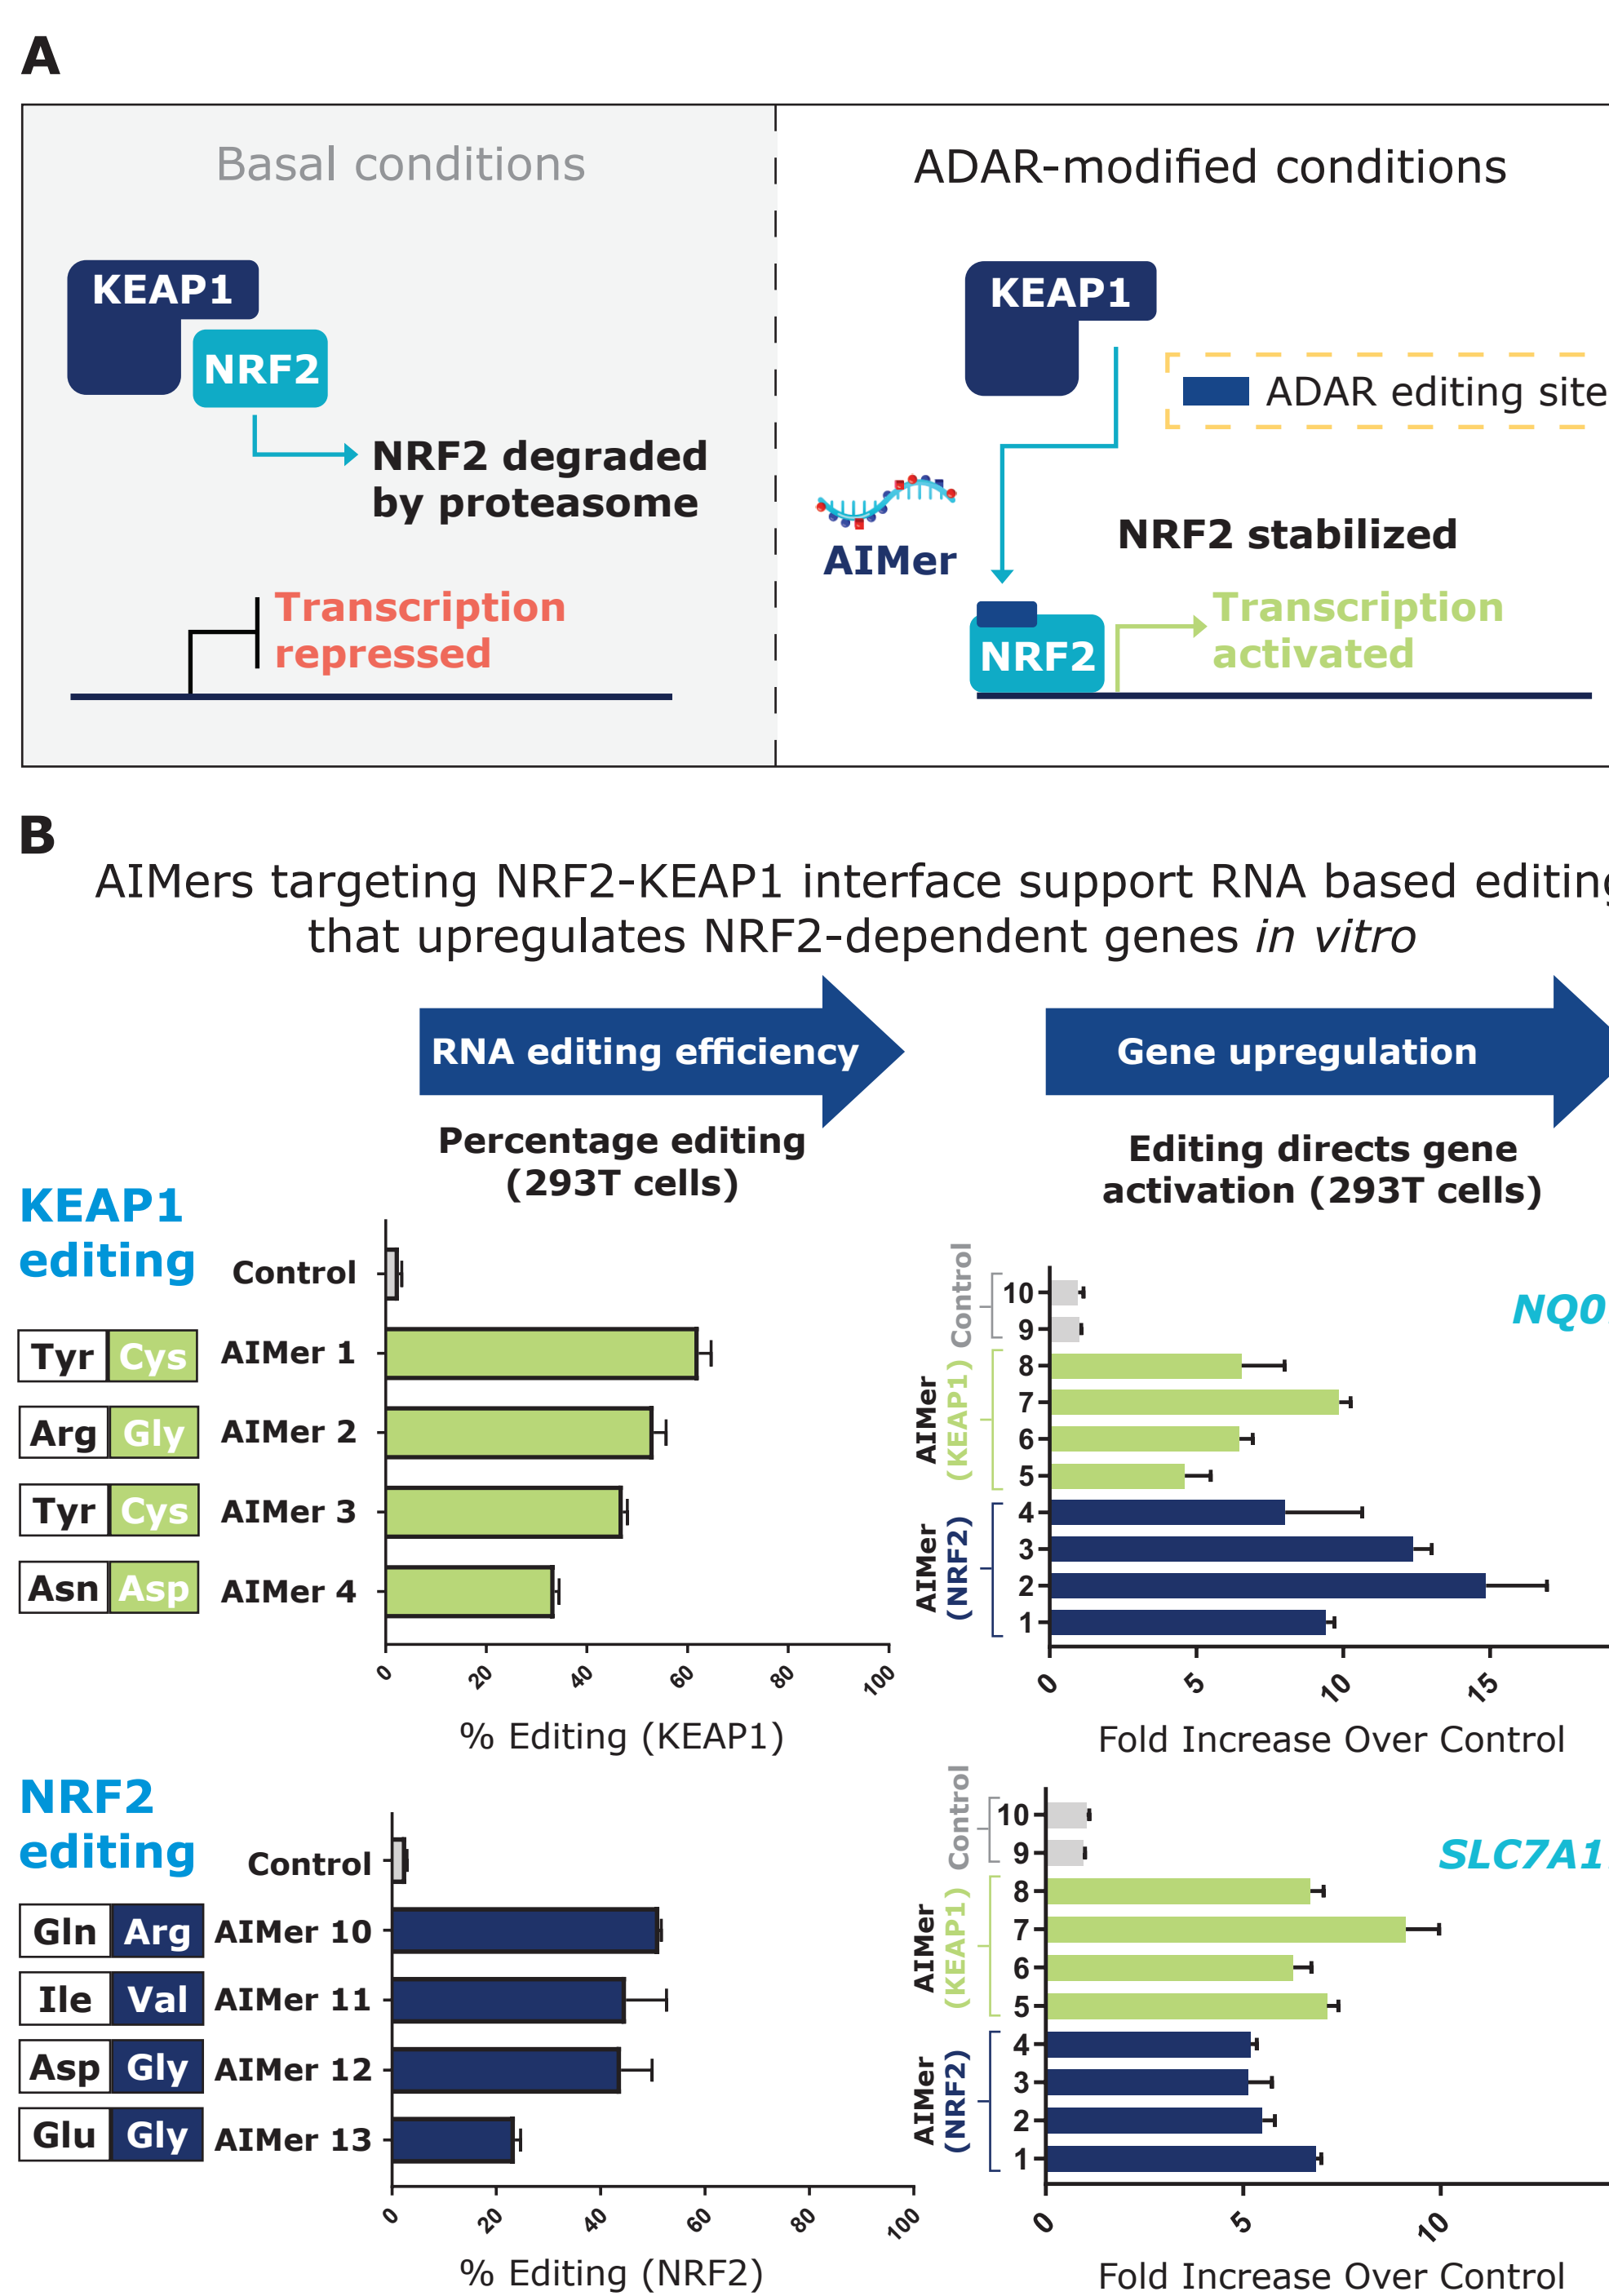 A
Basal conditions
ADAR-modified conditions
KEAP1
NRF2
NRF2 degraded
by proteasome
Transcription
repressed
KEAP1
ADAR editing site
AIMer
NRF2 stabilized
NRF2
Transcription
activated
B
AIMers targeting NRF2-KEAP1 interface support RNA based editing
that upregulates NRF2-dependent genes in vitro
RNA editing efficiency
Gene upregulation
Percentage editing
(293T cells)
Editing directs gene
activation (293T cells)
KEAP1
editing
Control
Tyr Cys AIMer 1
Arg Gly AIMer 2
Tyr Cys AIMer 3
Asn Asp AIMer 4
0 20 40 60 80 100
% Editing (KEAP1)
NQ0
Control
AIMer
(KEAP1)
AIMer
(NRF2)
10
9
8
7
6
5
4
3
2
1
0 5 10 15
Fold Increase Over Control
NRF2
editing
Control
Gln Arg AIMer 10
Ile Val AIMer 11
Asp Gly AIMer 12
Glu Gly AIMer 13
0 20 40 60 80 100
% Editing (NRF2)
SLC7A1
Control
AIMer
(KEAP1)
AIMer
(NRF2)
10
9
8
7
6
5
4
3
2
1
0 5 10
Fold Increase Over Control